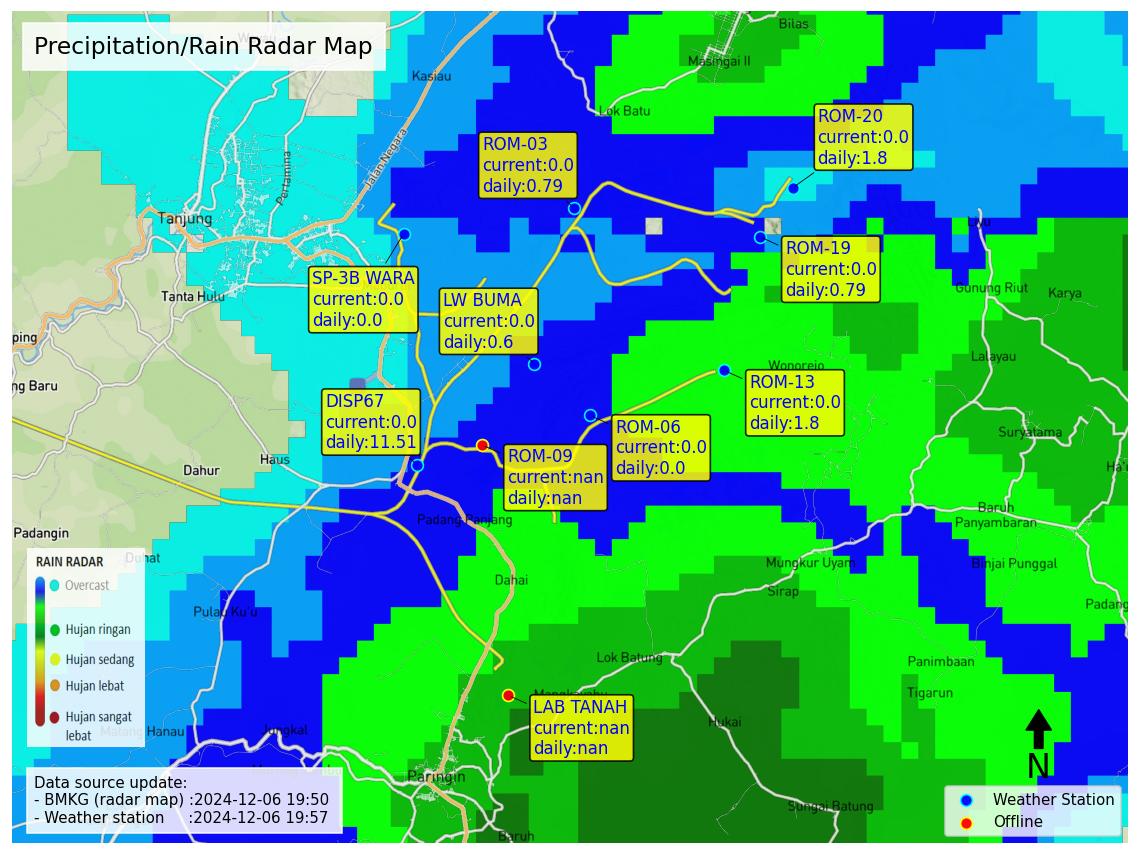 Precipitation/Rain Radar Map
Bilas
Kasiau
Masingai II
Lok Batu
ROM-20
current:0.0
daily:1.8
ROM-03
current:0.0
daily:0.79
Jalan Negara
Pertamina
Tanjung
ROM-19
current:0.0
daily:0.79
SP-3B WARA
current:0.0
daily:0.0
LW BUMA
current:0.0
daily:0.6
Tanta Hulu
Gunung Riut
Karya
ping
Lalayau
Wonorejo
ng Baru
ROM-13
current:0.0
daily:1.8
DISP67
current:0.0
daily:11.51
ROM-06
current:0.0
daily:0.0
Suryatama
Haus
Dahur
ROM-09
current:nan
daily:nan
Ha'u
Baruh
Panyambaran
Padang Panjang
Padangin
Duhat
Mungkur Uyam
Binjai Punggal
Dahai
Sirap
Padang
Pulau Ku'u
RAIN RADAR
Overcast
Hujan ringan
Hujan sedang
Hujan lebat
Hujan sangat
lebat
Lok Batung
Panimbaan
Tigarun
LAB TANAH
current:nan
daily:nan
Hukai
Jungkal
Manau
Paringin
N
Data source update:
- BMKG (radar map) :2024-12-06 19:50
- Weather station :2024-12-06 19:57
Sungai Batung
Baruh
Weather Station
Offline